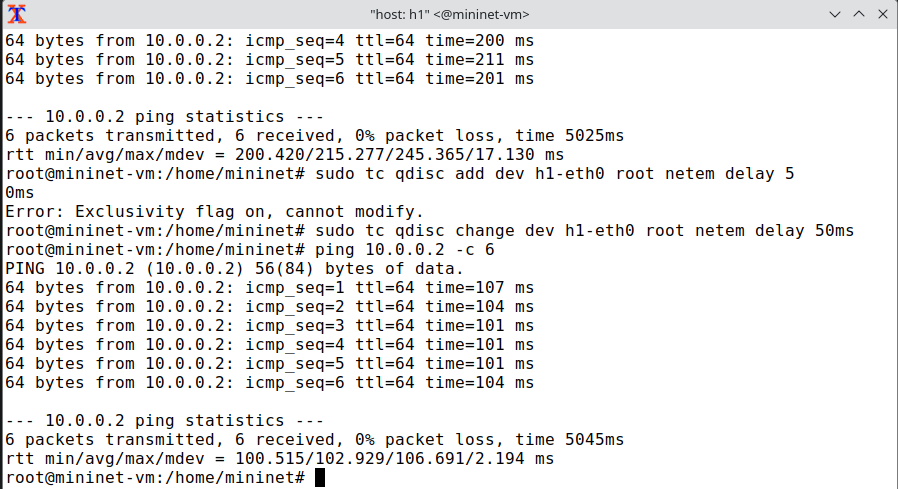 "host: h1" <@mininet-vm>
64 bytes from 10.0.0.2: icmp_seq=4 ttl=64 time=200 ms
64 bytes from 10.0.0.2: icmp_seq=5 ttl=64 time=211 ms
64 bytes from 10.0.0.2: icmp_seq=6 ttl=64 time=201 ms

--- 10.0.0.2 ping statistics ---
6 packets transmitted, 6 received, 0% packet loss, time 5025ms
rtt min/avg/max/mdev = 200.420/215.277/245.365/17.130 ms
root@mininet-vm:/home/mininet# sudo tc qdisc add dev h1-eth0 root netem delay 5
0ms
Error: Exclusivity flag on, cannot modify.
root@mininet-vm:/home/mininet# sudo tc qdisc change dev h1-eth0 root netem delay 50ms
root@mininet-vm:/home/mininet# ping 10.0.0.2 -c 6
PING 10.0.0.2 (10.0.0.2) 56(84) bytes of data.
64 bytes from 10.0.0.2: icmp_seq=1 ttl=64 time=107 ms
64 bytes from 10.0.0.2: icmp_seq=2 ttl=64 time=104 ms
64 bytes from 10.0.0.2: icmp_seq=3 ttl=64 time=101 ms
64 bytes from 10.0.0.2: icmp_seq=4 ttl=64 time=101 ms
64 bytes from 10.0.0.2: icmp_seq=5 ttl=64 time=101 ms
64 bytes from 10.0.0.2: icmp_seq=6 ttl=64 time=104 ms

--- 10.0.0.2 ping statistics ---
6 packets transmitted, 6 received, 0% packet loss, time 5045ms
rtt min/avg/max/mdev = 100.515/102.929/106.691/2.194 ms
root@mininet-vm:/home/mininet#